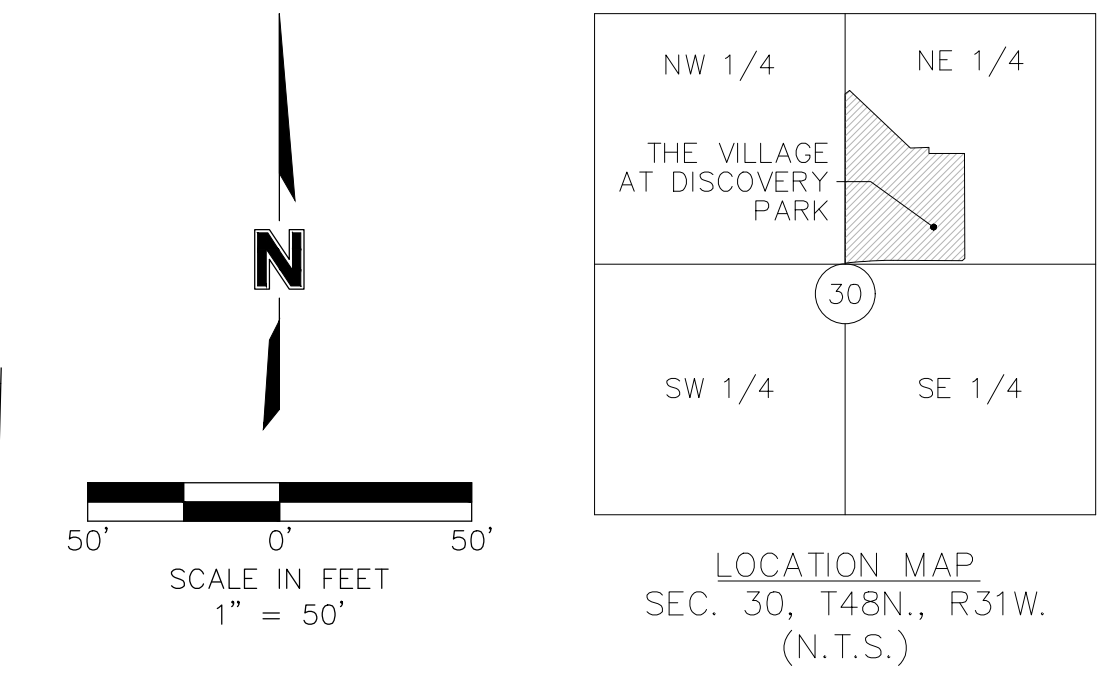 N
50' 0' 50'
SCALE IN FEET
1" = 50'
NW 1/4
NE 1/4
THE VILLAGE
AT DISCOVERY
PARK
30
SW 1/4
SE 1/4
LOCATION MAP
SEC. 30, T48N., R31W.
(N.T.S.)